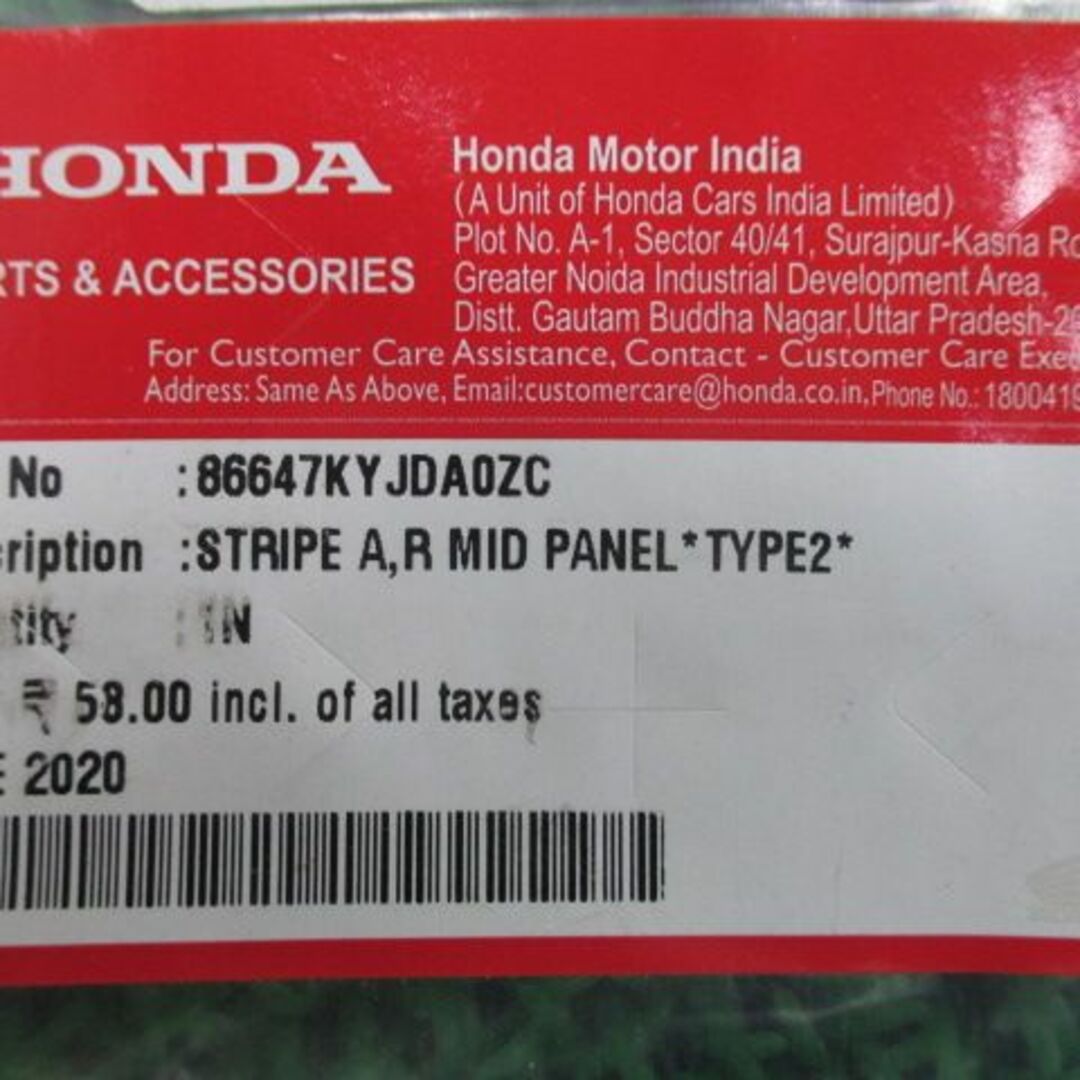 HONDA
Honda Motor India
(A Unit of Honda Cars India Limited)
Plot No. A-1, Sector 40/41, Surajpur-Kasna
RTS & ACCESSORIES
Greater Noida Industrial Development Area,
Distt. Gautam Buddha Nagar,Uttar Pradesh-
For Customer Care Assistance, Contact - Customer Care Exe
Address: Same As Above, Email:customercare@honda.co.in,Phone No.: 1800419
No :86647KYJDA0ZC
cription :STRIPE A,R MID PANEL*TYPE2*
tity : 1N
₹ 58.00 incl. of all taxes
E 2020